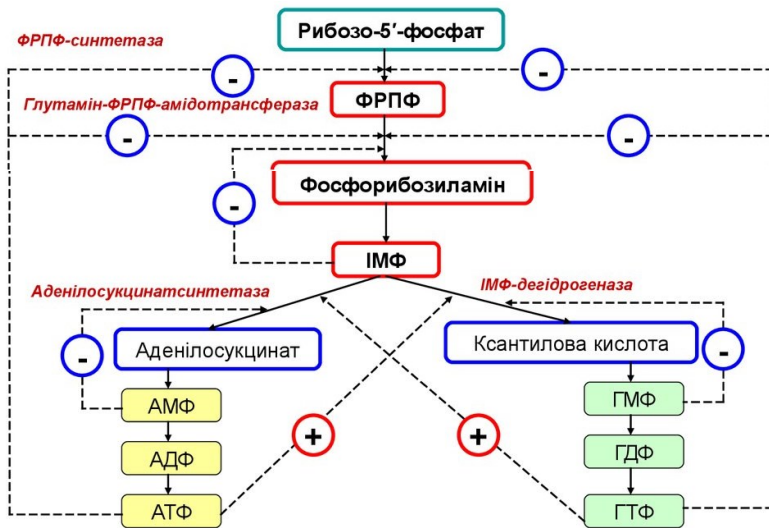 Рибозо-5′-фосфат
ФРПФ-синтетаза
-
-
ФРПФ
Глутамін-ФРПФ-амідотрансфераза
-
-
Фосфорибозиламін
-
ІМФ
Аденілосукцинатсинтетаза
ІМФ-дегідрогеназа
Аденілосукцинат
Ксантилова кислота
-
-
АМФ
ГМФ
+
+
АДФ
ГДФ
АТФ
ГТФ